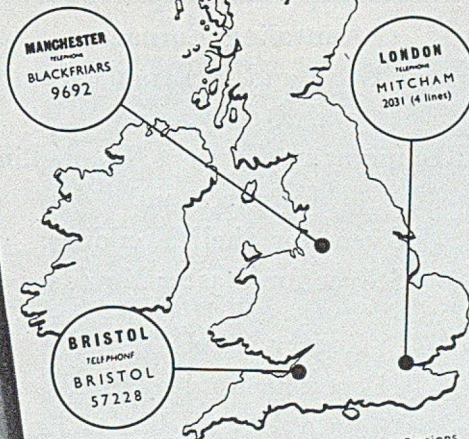 MANCHESTER
TELEPHONE
BLACKFRIARS
9692
LONDON
TELEPHONE
MITCHAM
2031 (4 lines)
BRISTOL
TELEPHONE
BRISTOL
57228